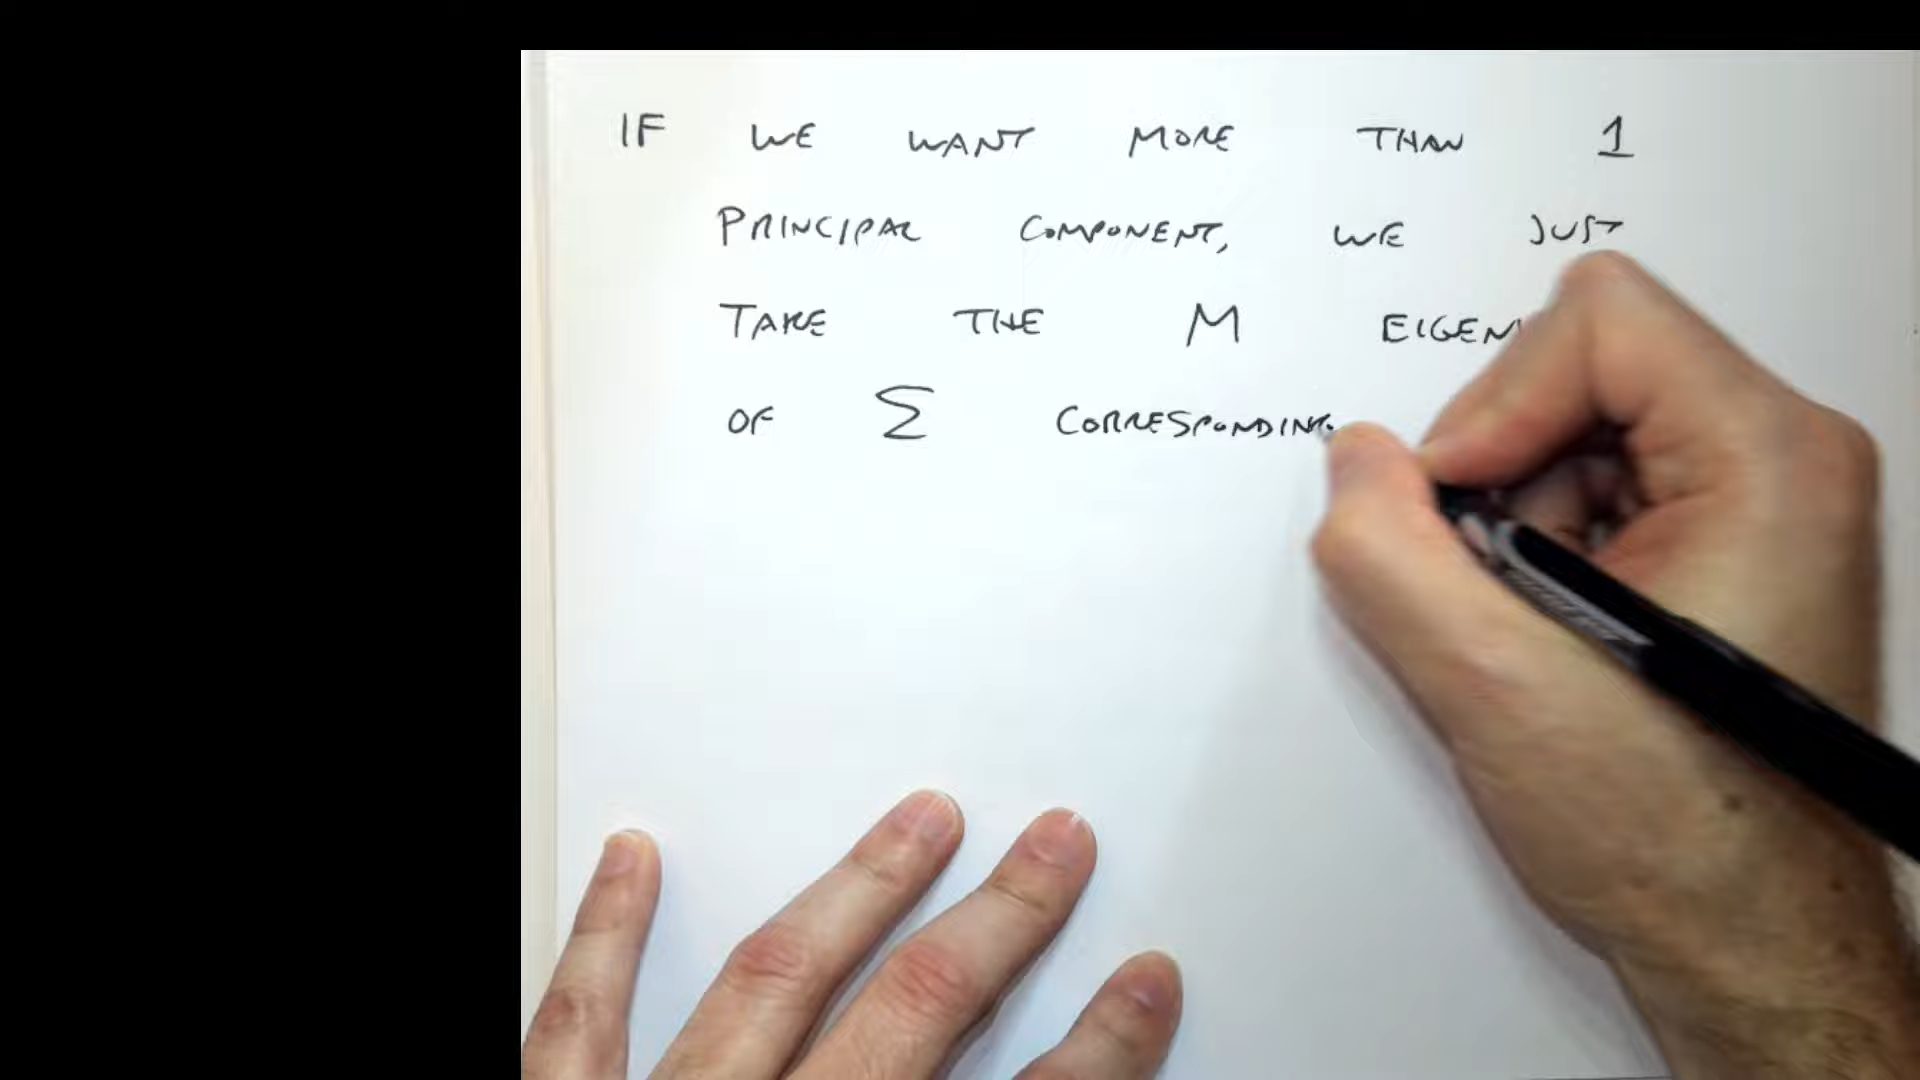 IF WE WANT MORE THAN 1
PRINCIPAL COMPONENT, WE JUST
TAKE THE M
OF Σ CORRESPONDING